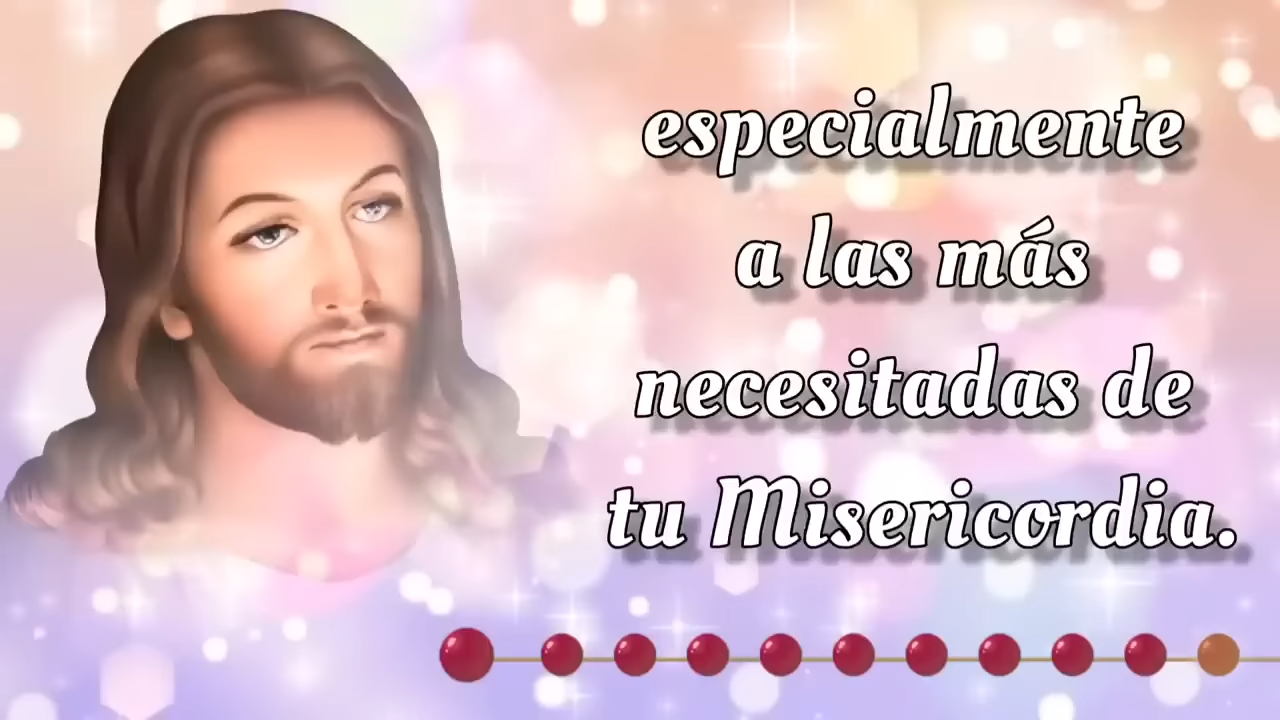 especialmente
a las más
necesitadas de
tu Misericordia.